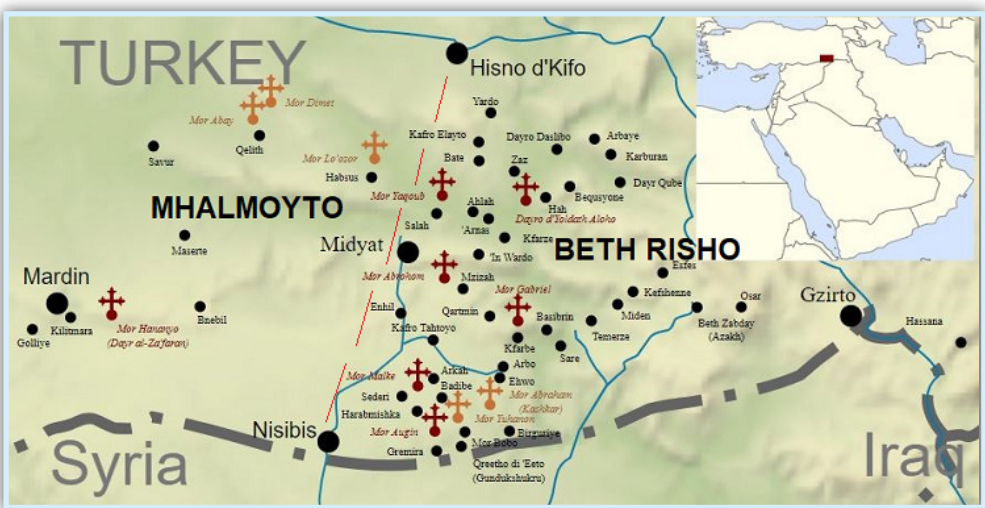 TURKEY
Hisno d'Kifo
Mor Dimet
Mor Abay
Yardo
Qelith
Savur
Kafro Elayto
Dayro Daslibo
Arbaye
Bate
Zaz
Karburan
Mor Lo'ozor
Habsus
Mor Yaqoub
Dayr Qube
Bequsyone
Hah
Dayro d'Yoldath Aloho
MHALMOYTO
Ahlah
Salah
'Arnas
Kfarze
Maserte
Midyat
BETH RISHO
'In Wardo
Mor Abrohom
Mzizah
Esfes
Mardin
Mor Gabriel
Kefshenne
Gzirto
Osar
Kilitmara
Golliye
Mor Hananyo
(Dayr al-Za'faran)
Bnebil
Enhil
Qartmin
Miden
Beth Zabday
(Azakh)
Kafro Tahtoyo
Basibrin
Temerze
Hassana
Kfarbe
Sare
Mor Malke
Arkah
Arbo
Ehwo
Badibe
Sederi
Mor Abraham
(Kashkar)
Harabmishka
Mor Yuhanon
Nisibis
Mor Augin
Birguriye
Mor Bobo
Gremira
Qreetho di 'Eeto
(Gundukshukru)
Syria
Iraq